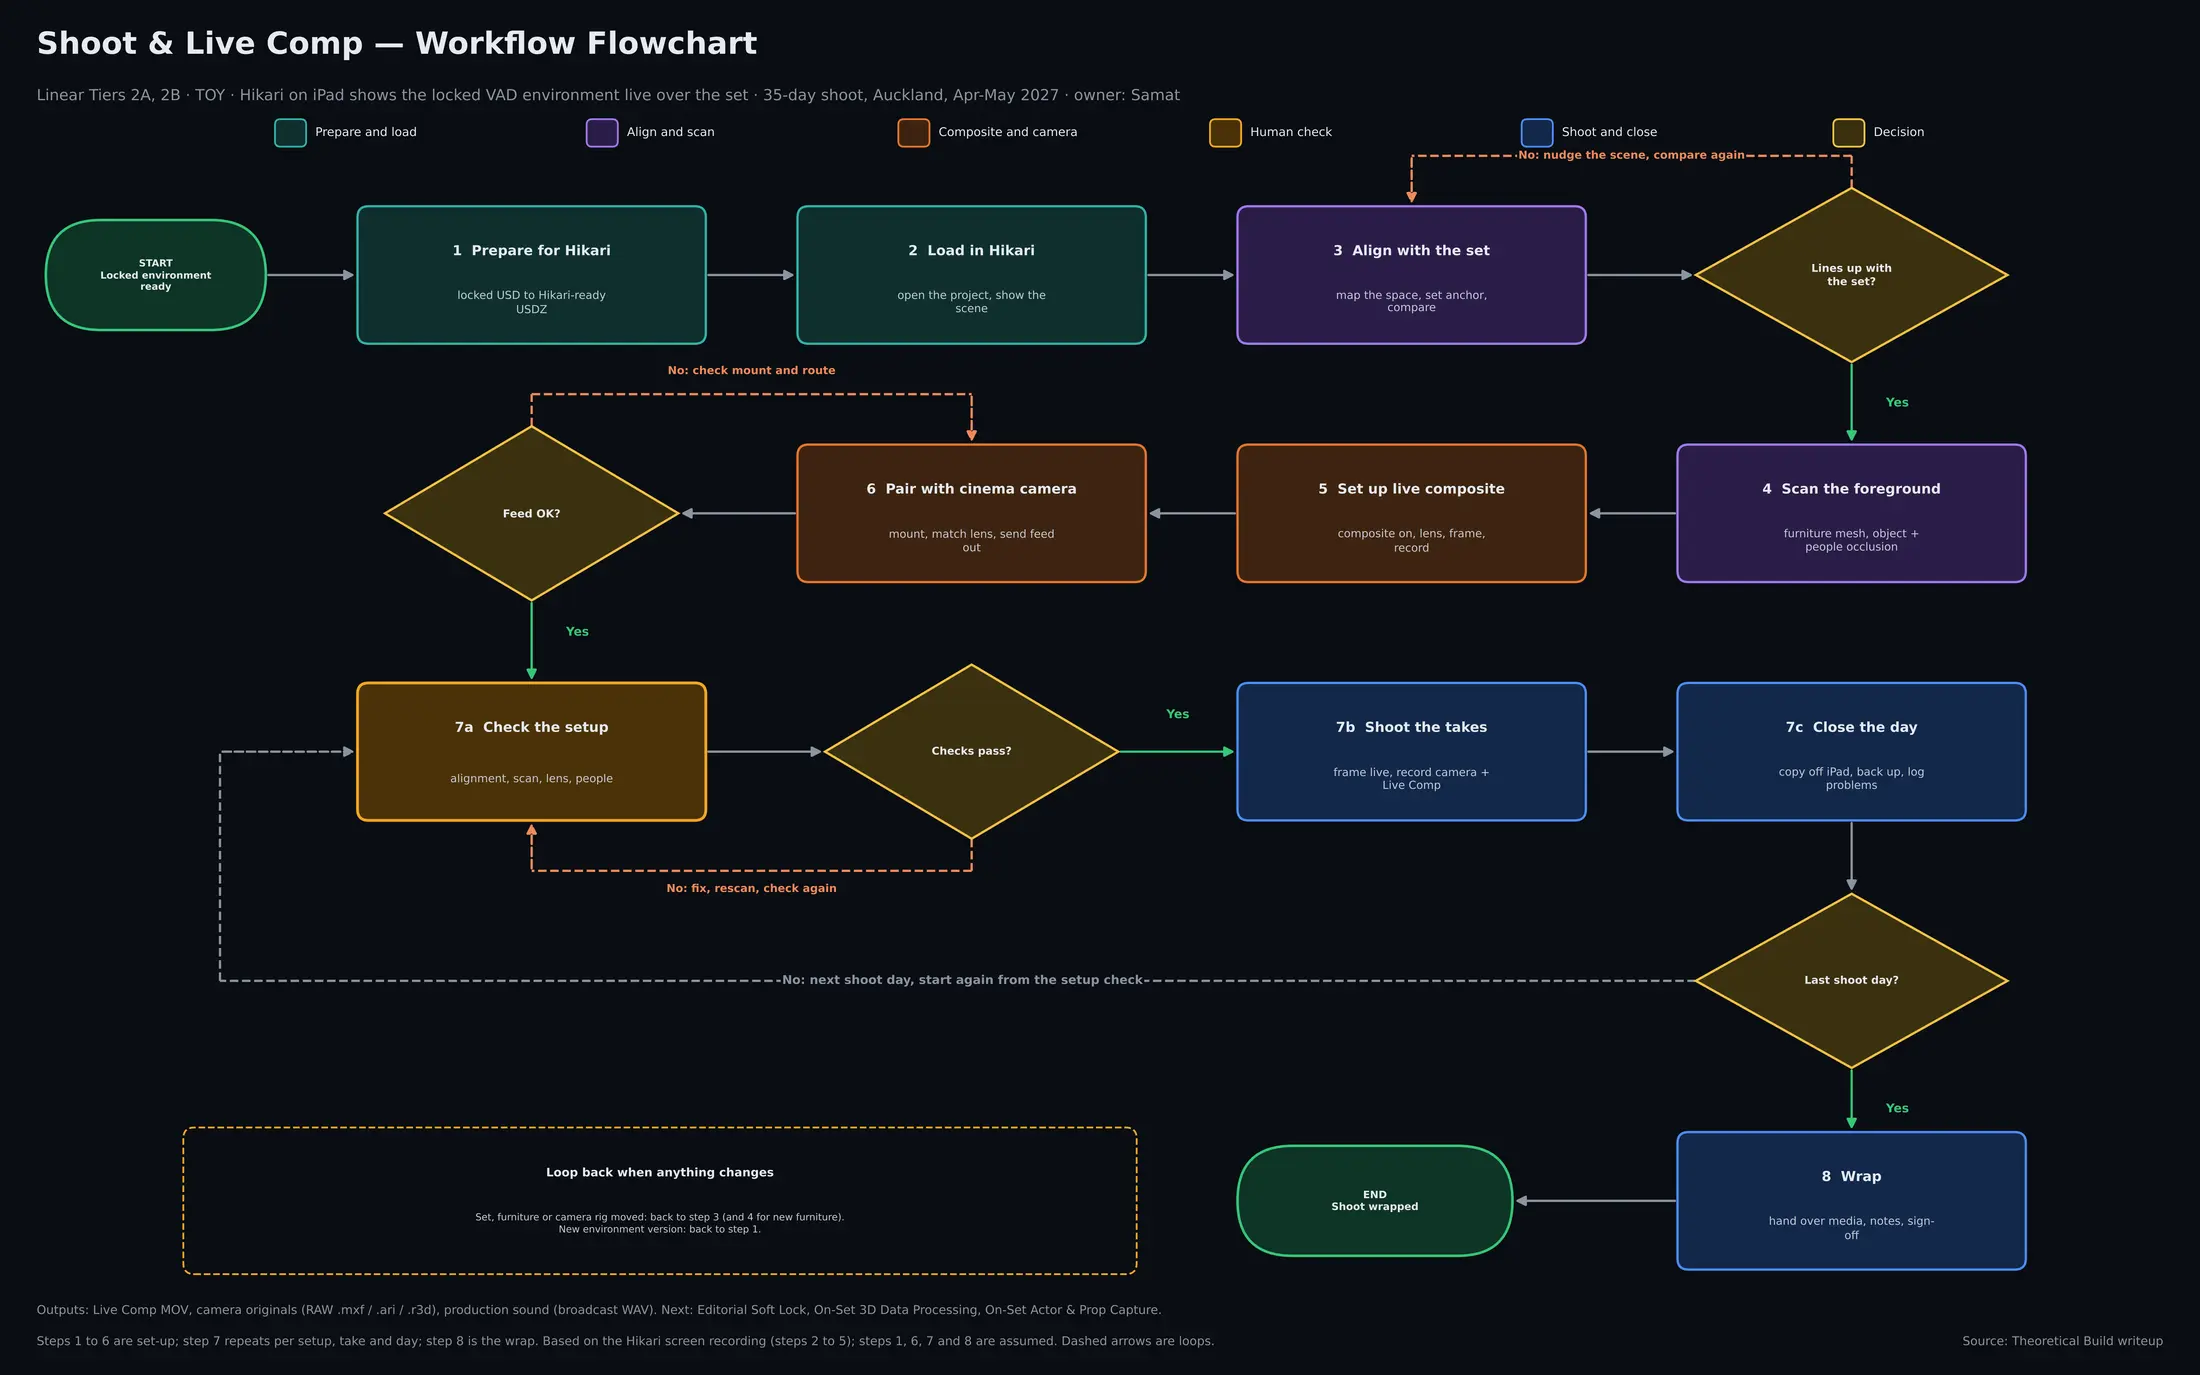 Shoot & Live Comp — Workflow Flowchart
Linear Tiers 2A, 2B · TOY · Hikari on iPad shows the locked VAD environment live over the set · 35-day shoot, Auckland, Apr-May 2027 · owner: Samat
Prepare and load
Align and scan
Composite and camera
Human check
Shoot and close
Decision
No: nudge the scene, compare again
START
Locked environment
ready
1 Prepare for Hikari
locked USD to Hikari-ready
USDZ
2 Load in Hikari
open the project, show the
scene
3 Align with the set
map the space, set anchor,
compare
Lines up with
the set?
No: check mount and route
Yes
Feed OK?
6 Pair with cinema camera
mount, match lens, send feed
out
5 Set up live composite
composite on, lens, frame,
record
4 Scan the foreground
furniture mesh, object +
people occlusion
Yes
7a Check the setup
alignment, scan, lens, people
Checks pass?
Yes
7b Shoot the takes
frame live, record camera +
Live Comp
7c Close the day
copy off iPad, back up, log
problems
No: fix, rescan, check again
No: next shoot day, start again from the setup check
Last shoot day?
Yes
Loop back when anything changes
Set, furniture or camera rig moved: back to step 3 (and 4 for new furniture).
New environment version: back to step 1.
END
Shoot wrapped
8 Wrap
hand over media, notes, sign-
off
Outputs: Live Comp MOV, camera originals (RAW .mxf / .ari / .r3d), production sound (broadcast WAV). Next: Editorial Soft Lock, On-Set 3D Data Processing, On-Set Actor & Prop Capture.
Steps 1 to 6 are set-up; step 7 repeats per setup, take and day; step 8 is the wrap. Based on the Hikari screen recording (steps 2 to 5); steps 1, 6, 7 and 8 are assumed. Dashed arrows are loops.
Source: Theoretical Build writeup